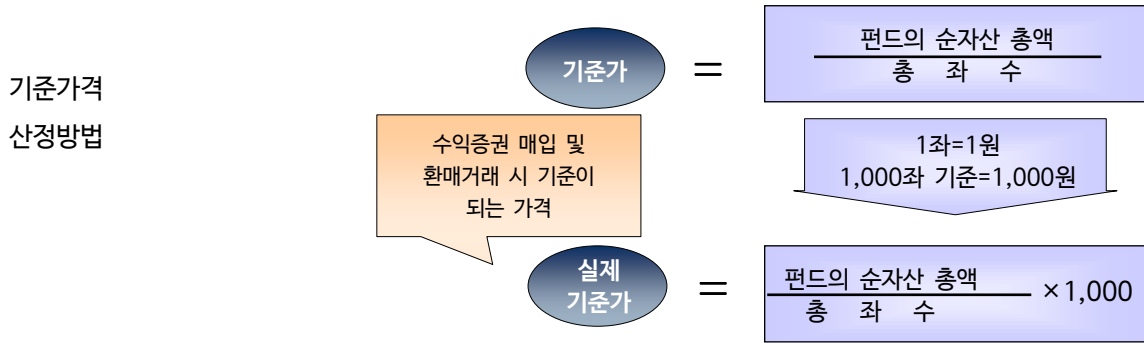 기준가격
산정방법
기준가
=
펀드의 순자산 총액
총 좌 수
수익증권 매입 및
환매거래 시 기준이
되는 가격
1좌=1원
1,000좌 기준=1,000원
실제
기준가
=
펀드의 순자산 총액
총 좌 수
×1,000